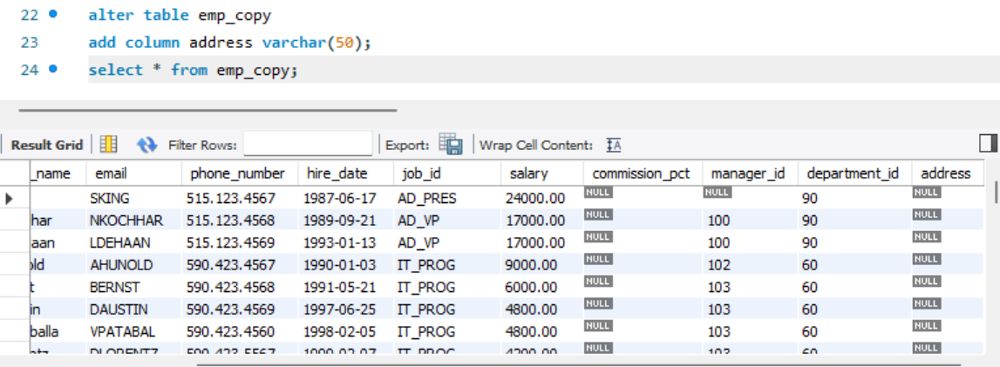 22 alter table emp_copy
23 add column address varchar(50);
24 select * from emp_copy;
Result Grid Filter Rows: Export: Wrap Cell Content:
_name email phone_number hire_date job_id salary commission_pct manager_id department_id address
SKING 515.123.4567 1987-06-17 AD_PRES 24000.00 NULL NULL 90 NULL
har NKOCHHAR 515.123.4568 1989-09-21 AD_VP 17000.00 NULL 100 90 NULL
aan LDEHAAN 515.123.4569 1993-01-13 AD_VP 17000.00 NULL 100 90 NULL
old AHUNOLD 590.423.4567 1990-01-03 IT_PROG 9000.00 NULL 102 60 NULL
t BERNST 590.423.4568 1991-05-21 IT_PROG 6000.00 NULL 103 60 NULL
in DAUSTIN 590.423.4569 1997-06-25 IT_PROG 4800.00 NULL 103 60 NULL
balla VPATABAL 590.423.4560 1998-02-05 IT_PROG 4800.00 NULL 103 60 NULL
DLORENTZ 590.423.5567 1999-02-07 IT_PROG 4200.00 NULL 103 60 NULL